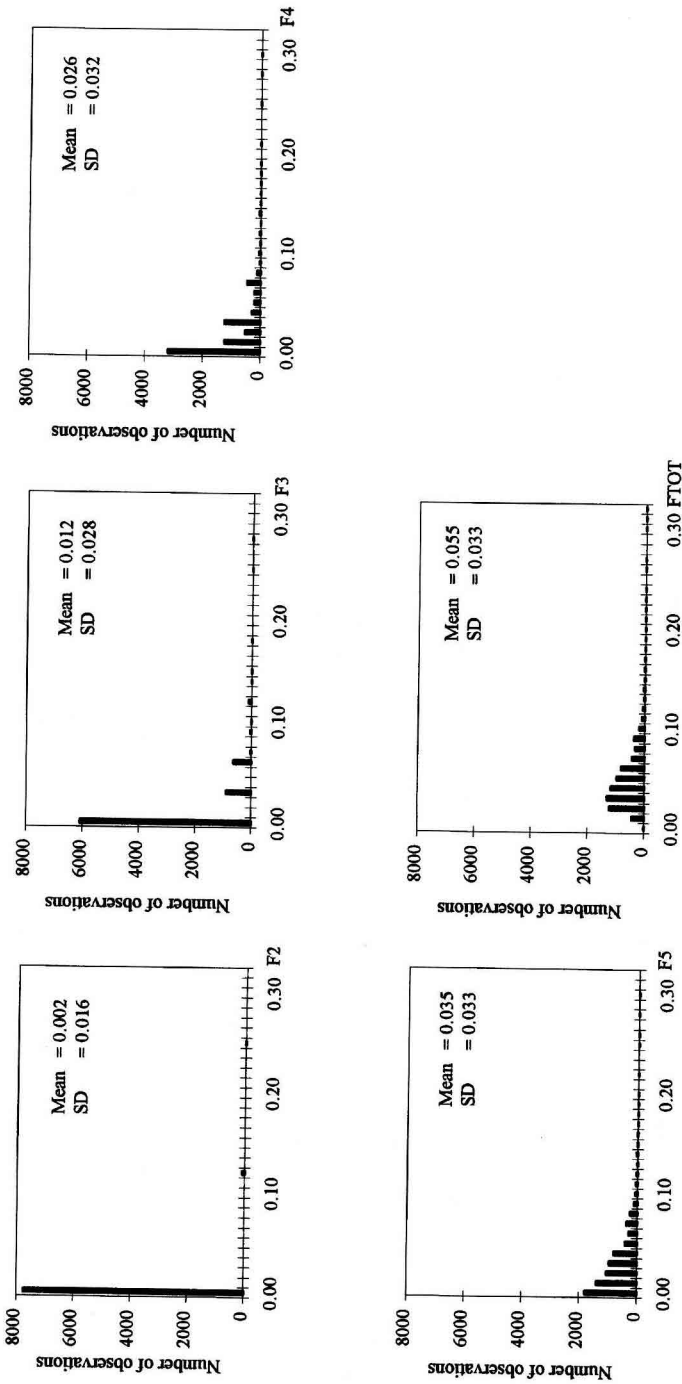 Number of observations
8000
6000
4000
2000
0
Mean = 0.002
SD = 0.016
0.00 0.10 0.20 0.30 F2
Number of observations
8000
6000
4000
2000
0
Mean = 0.012
SD = 0.028
0.00 0.10 0.20 0.30 F3
Number of observations
8000
6000
4000
2000
0
Mean = 0.026
SD = 0.032
0.00 0.10 0.20 0.30 F4
Number of observations
8000
6000
4000
2000
0
Mean = 0.035
SD = 0.033
0.00 0.10 0.20 0.30 F5
Number of observations
8000
6000
4000
2000
0
Mean = 0.055
SD = 0.033
0.00 0.10 0.20 0.30 FTOT